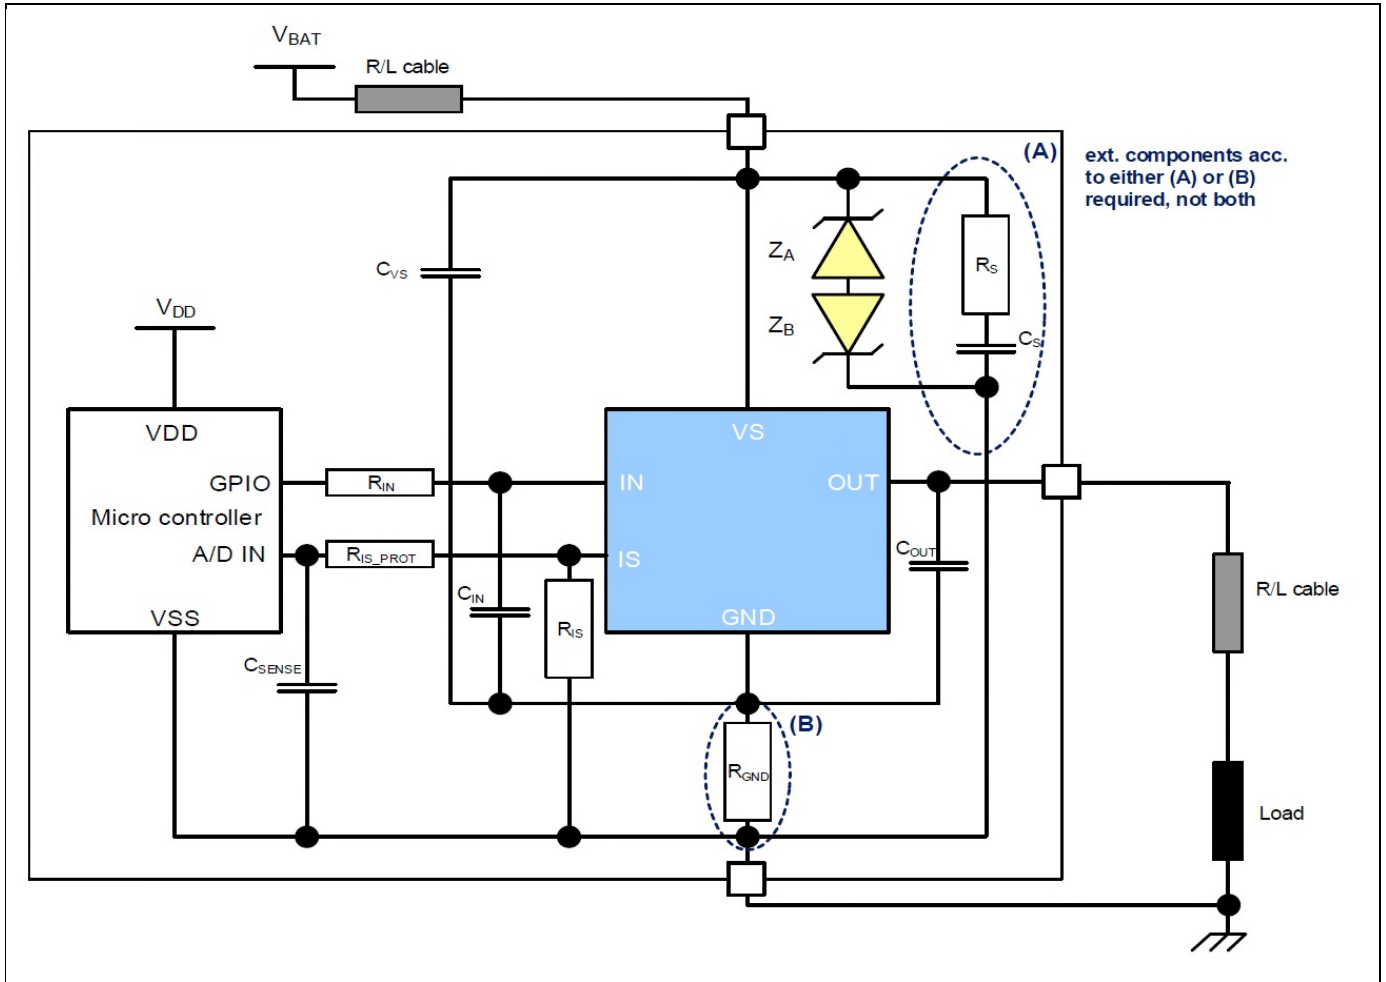 VBAT
R/L cable
(A)
ext. components acc.
to either (A) or (B)
required, not both
ZA
RS
CVS
VDD
ZB
CS
VDD
VS
GPIO
RIN
IN
OUT
Micro controller
A/D IN
RIS_PROT
IS
COUT
CIN
R/L cable
VSS
GND
RIS
CSENSE
(B)
RGND
Load